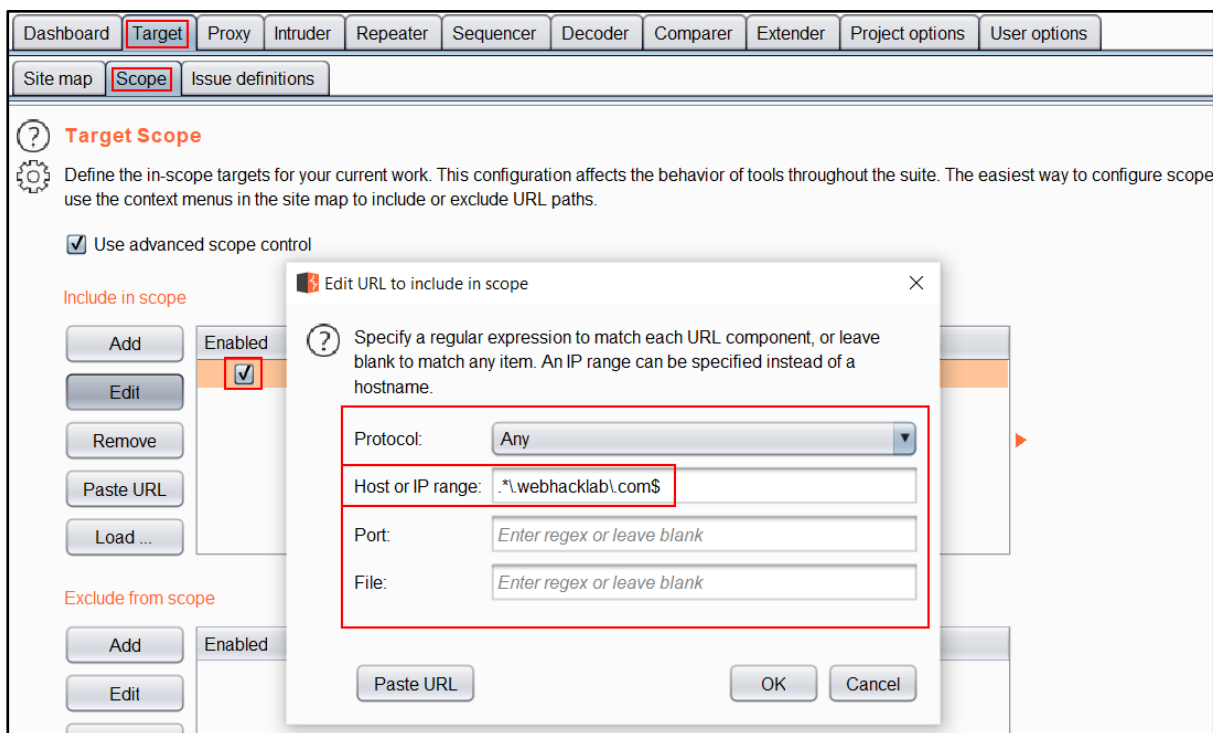 Dashboard Target Proxy Intruder Repeater Sequencer Decoder Comparer Extender Project options User options
Site map Scope Issue definitions
Target Scope
Define the in-scope targets for your current work. This configuration affects the behavior of tools throughout the suite. The easiest way to configure scope
use the context menus in the site map to include or exclude URL paths.
Use advanced scope control
Include in scope
Add
Edit
Remove
Paste URL
Load ...
Enabled
Edit URL to include in scope
Specify a regular expression to match each URL component, or leave
blank to match any item. An IP range can be specified instead of a
hostname.
Protocol: Any
Host or IP range: .*\.webhacklab\.com$
Port: Enter regex or leave blank
File: Enter regex or leave blank
Paste URL OK Cancel
Exclude from scope
Add
Edit
Enabled